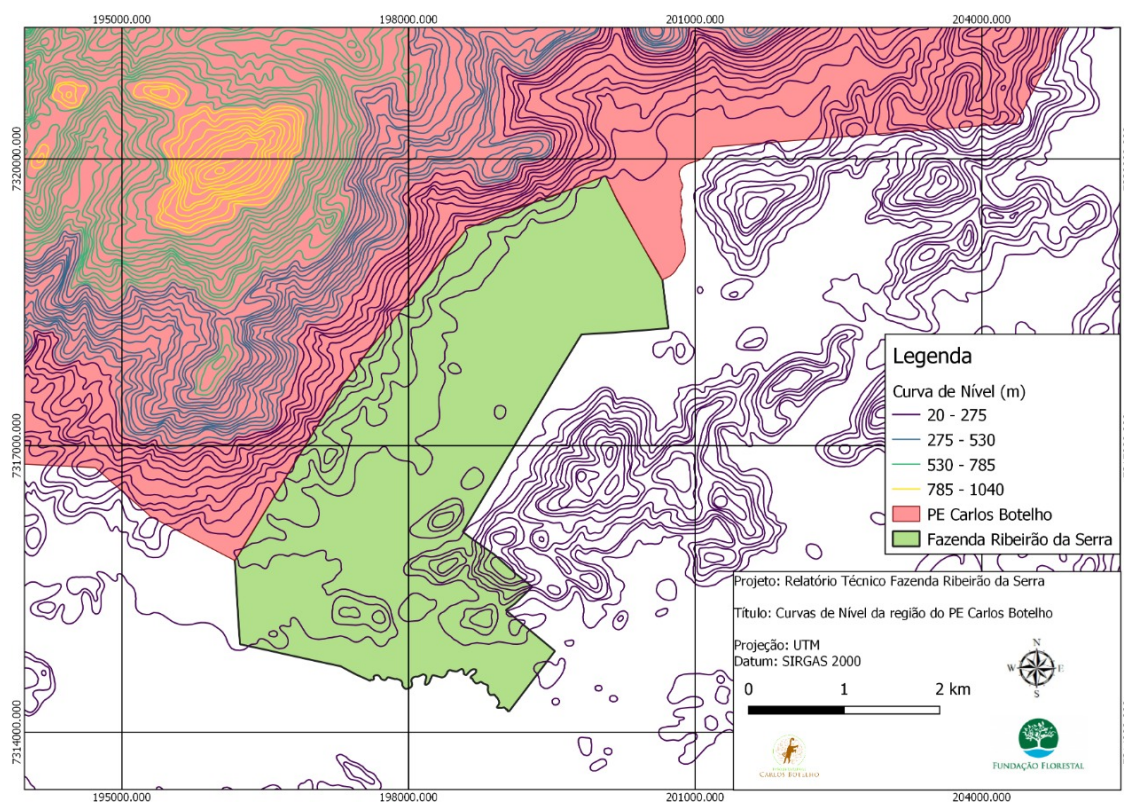 195000.000
198000.000
201000.000
204000.000
7320000.000
7317000.000
7314000.000
Legenda
Curva de Nível (m)
20 - 275
275 - 530
530 - 785
785 - 1040
PE Carlos Botelho
Fazenda Ribeirão da Serra
Projeto: Relatório Técnico Fazenda Ribeirão da Serra
Título: Curvas de Nível da região do PE Carlos Botelho
Projeção: UTM
Datum: SIRGAS 2000
0 1 2 km
N
W E
S
CARLOS BOTELHO
FUNDAÇÃO FLORESTAL
195000.000
198000.000
201000.000
204000.000